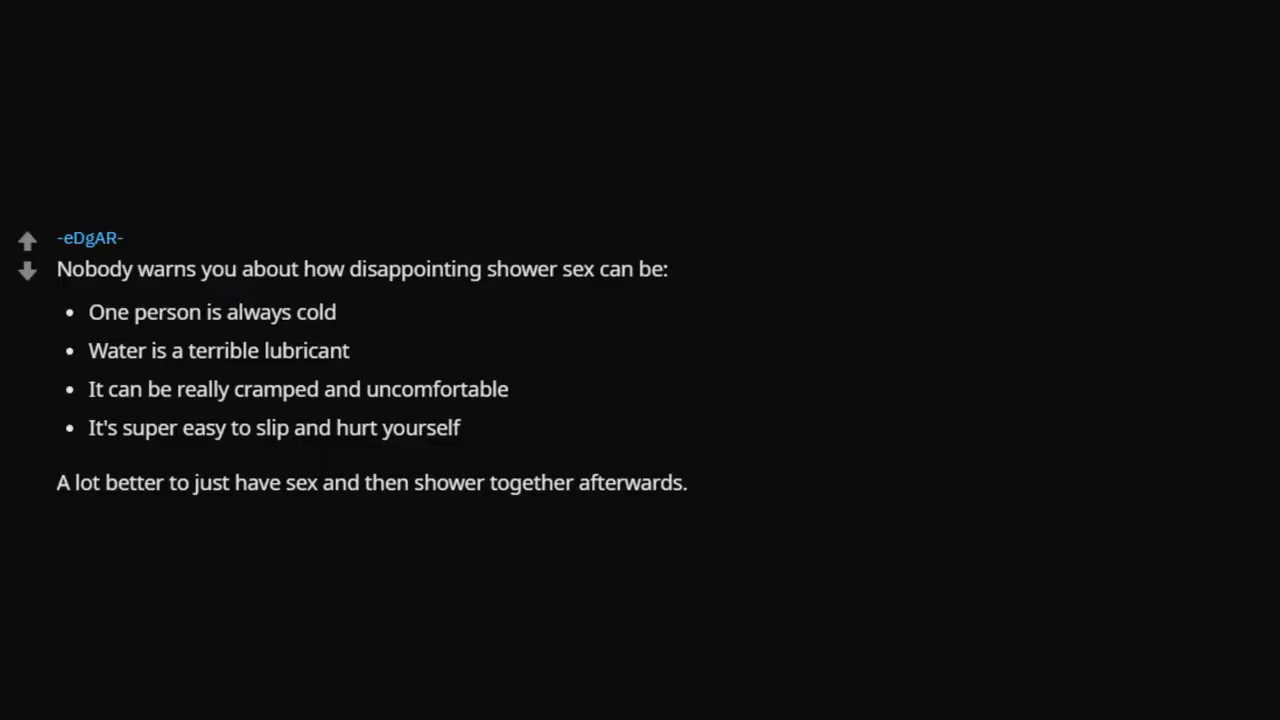 -eDgAR-
Nobody warns you about how disappointing shower sex can be:
• One person is always cold
• Water is a terrible lubricant
• It can be really cramped and uncomfortable
• It's super easy to slip and hurt yourself
A lot better to just have sex and then shower together afterwards.